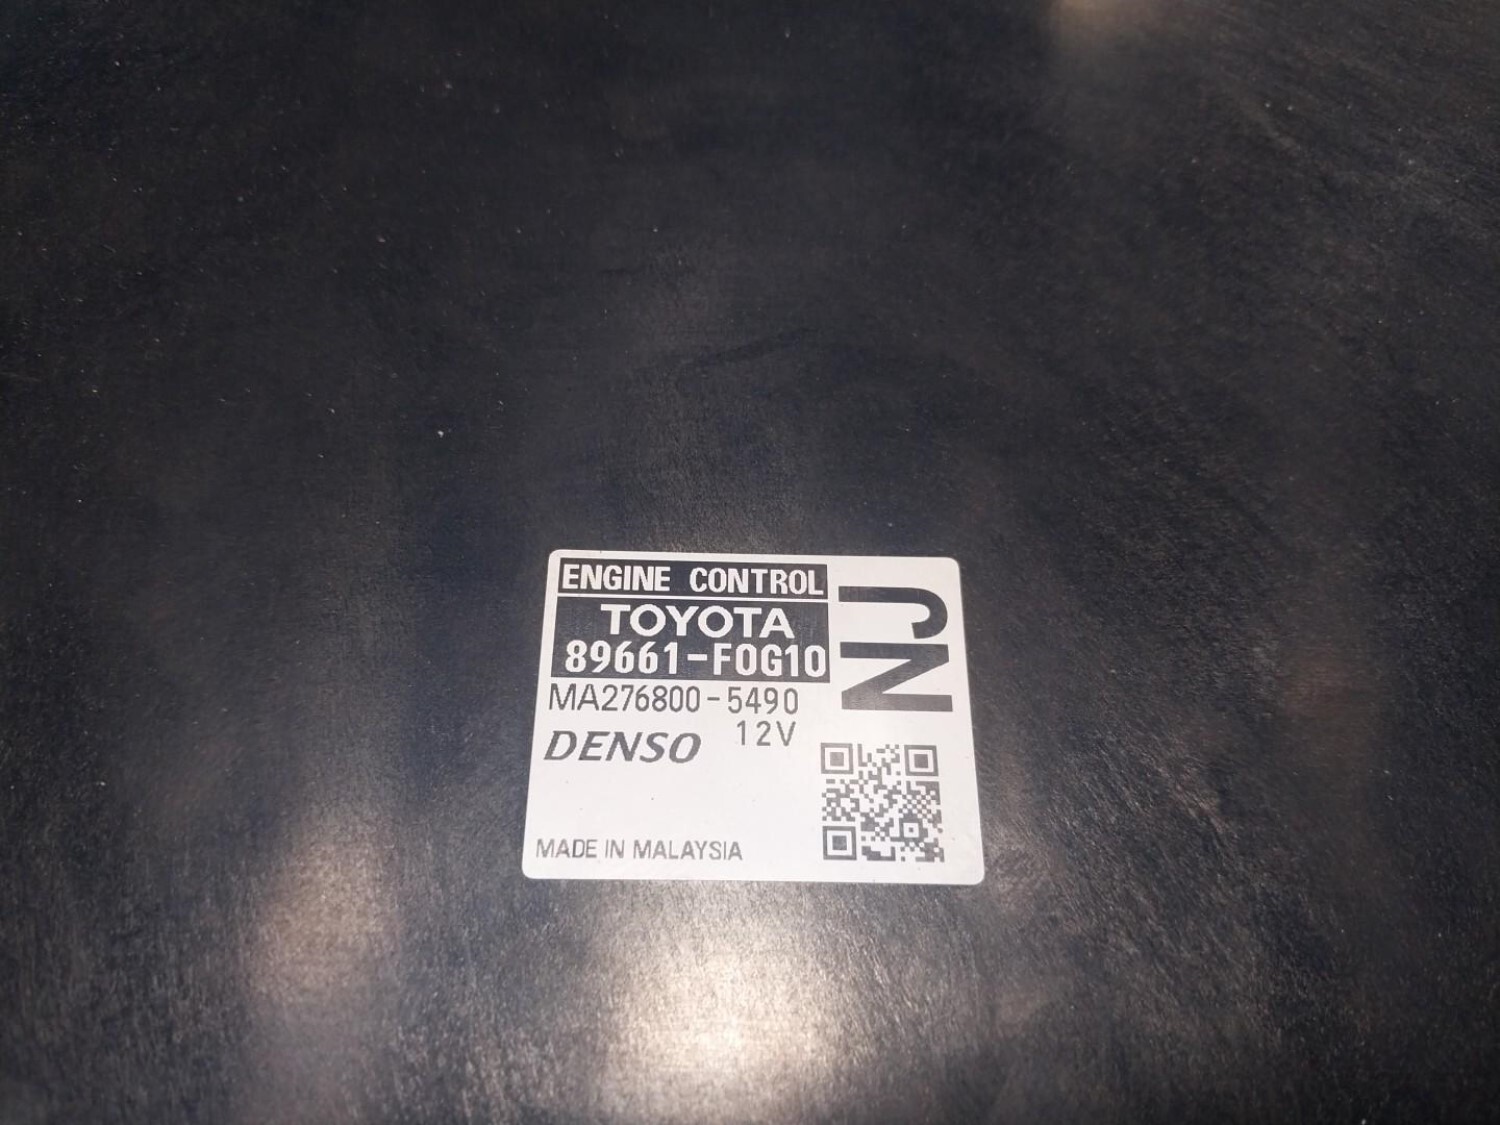 ENGINE CONTROL
TOYOTA
89661-F0G10
MA276800-5490
12V
DENSO
MADE IN MALAYSIA
NJ